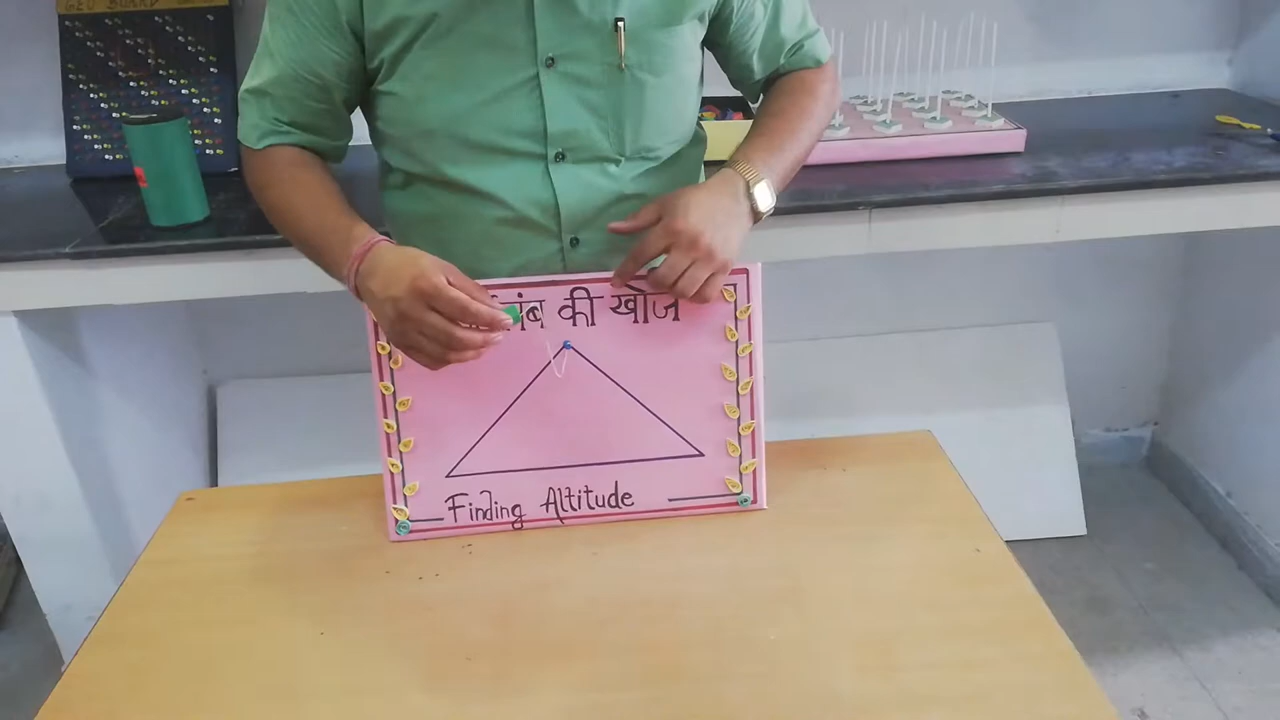 GEO BOARD
की खोज
Finding Altitude